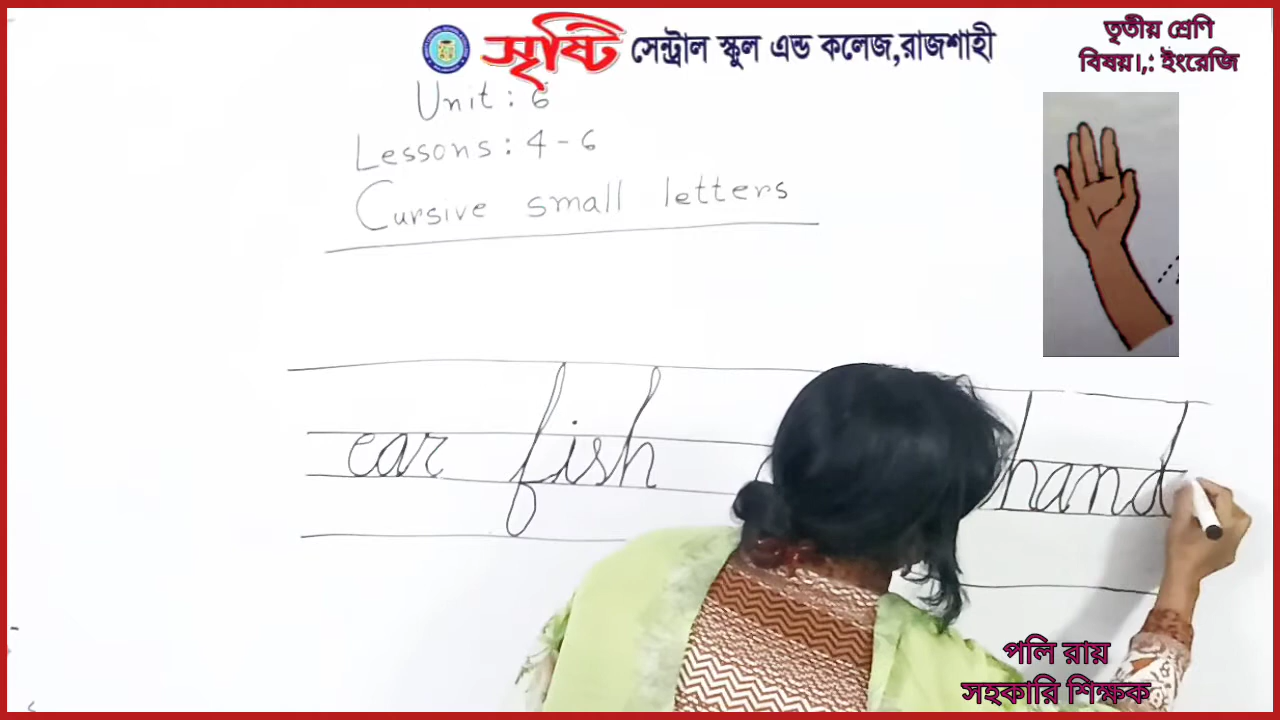 সৃষ্টি সেন্ট্রাল স্কুল এন্ড কলেজ,রাজশাহী
তৃতীয় শ্রেণি
বিষয়।,: ইংরেজি
Unit : 6
Lessons : 4 - 6
Cursive small letters
ear fish hand
পলি রায়
সহকারি শিক্ষক